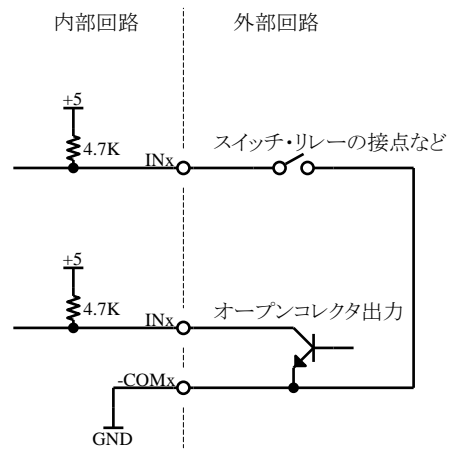 内部回路
外部回路
+5
4.7K
INx
スイッチ・リレーの接点など
+5
4.7K
INx
オープンコレクタ出力
-COMx
GND